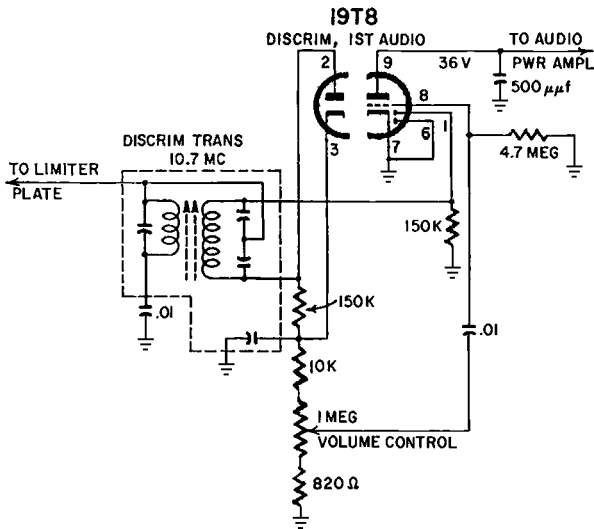 19T8
DISCRIM, 1ST AUDIO
2
9
36 V
TO AUDIO
PWR AMPL
500 μμf
8
1
6
3
7
4.7 MEG
DISCRIM TRANS
10.7 MC
TO LIMITER
PLATE
150K
.01
150K
.01
10K
1 MEG
VOLUME CONTROL
820 Ω